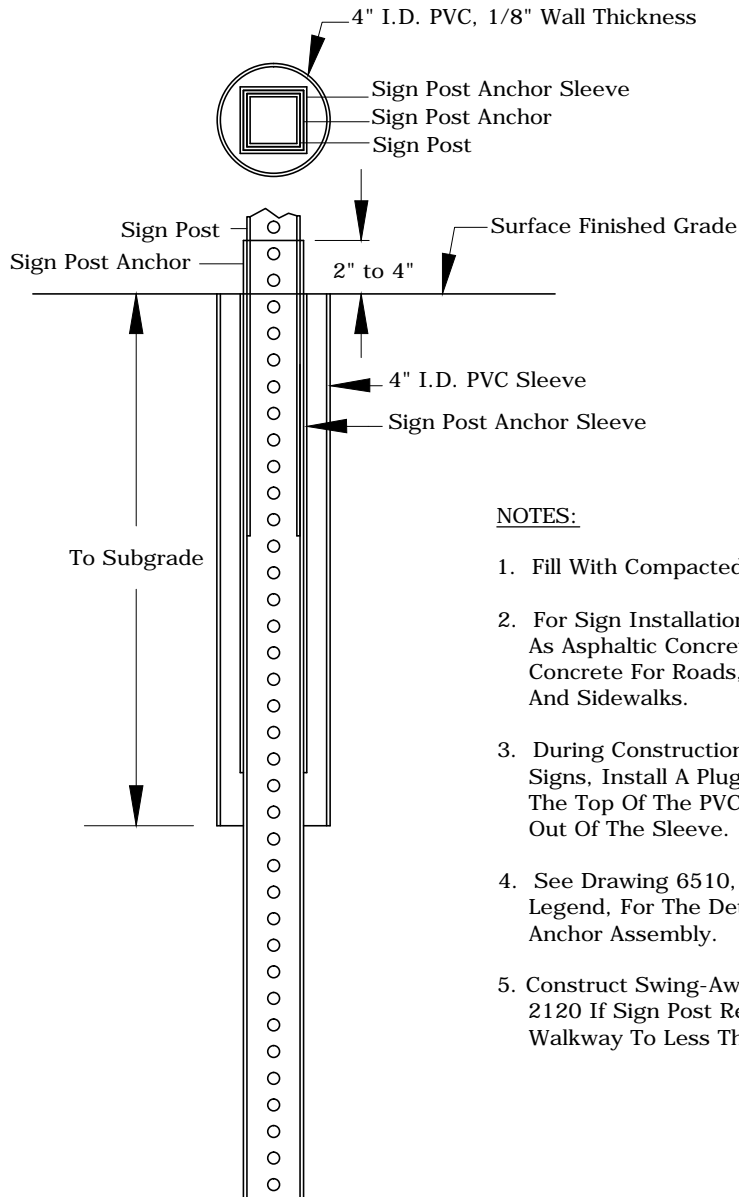 4" I.D. PVC, 1/8" Wall Thickness
Sign Post Anchor Sleeve
Sign Post Anchor
Sign Post
Sign Post
Surface Finished Grade
Sign Post Anchor
2" to 4"
4" I.D. PVC Sleeve
Sign Post Anchor Sleeve
To Subgrade
NOTES:
1. Fill With Compacted
2. For Sign Installation
As Asphaltic Concre
Concrete For Roads,
And Sidewalks.
3. During Construction
Signs, Install A Plug
The Top Of The PVC
Out Of The Sleeve.
4. See Drawing 6510,
Legend, For The De
Anchor Assembly.
5. Construct Swing-Aw
2120 If Sign Post Re
Walkway To Less Th